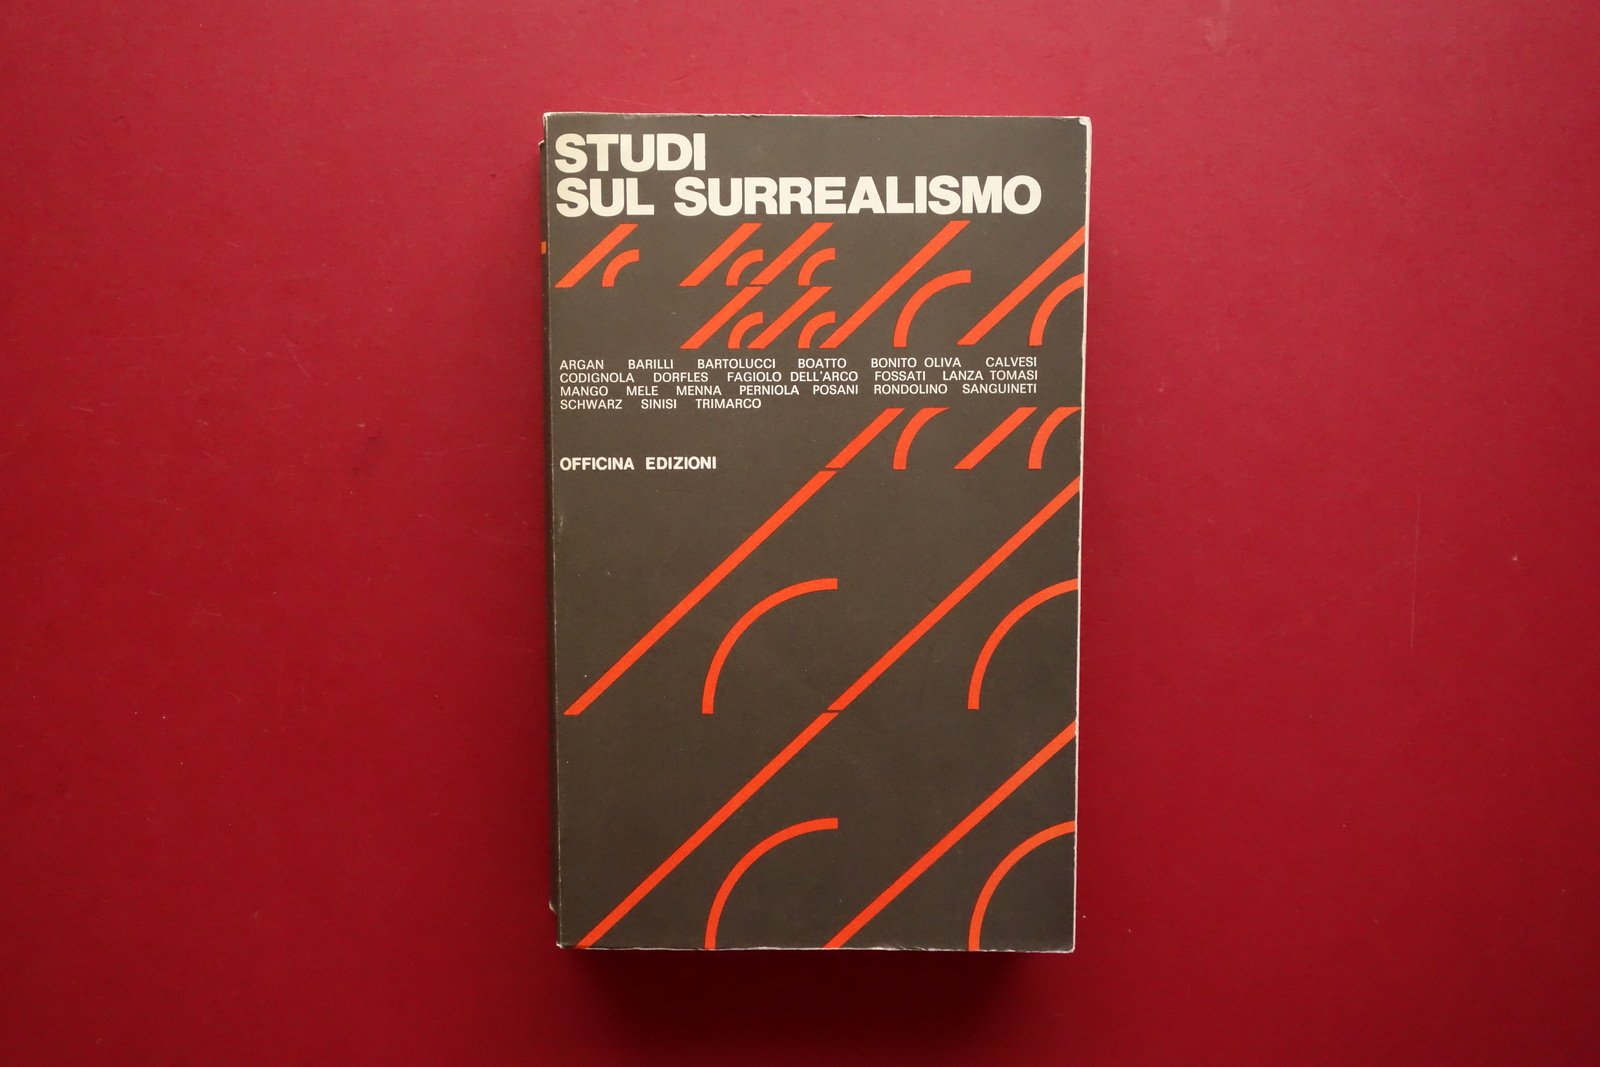 STUDI
SUL SURREALISMO
ARGAN BARILLI BARTOLUCCI BOATTO BONITO OLIVA CALVESI
CODIGNOLA DORFLES FAGIOLO DELL'ARCO FOSSATI LANZA TOMASI
MANGO MELE MENNA PERNIOLA POSANI RONDOLINO SANGUINETI
SCHWARZ SINISI TRIMARCO
OFFICINA EDIZIONI